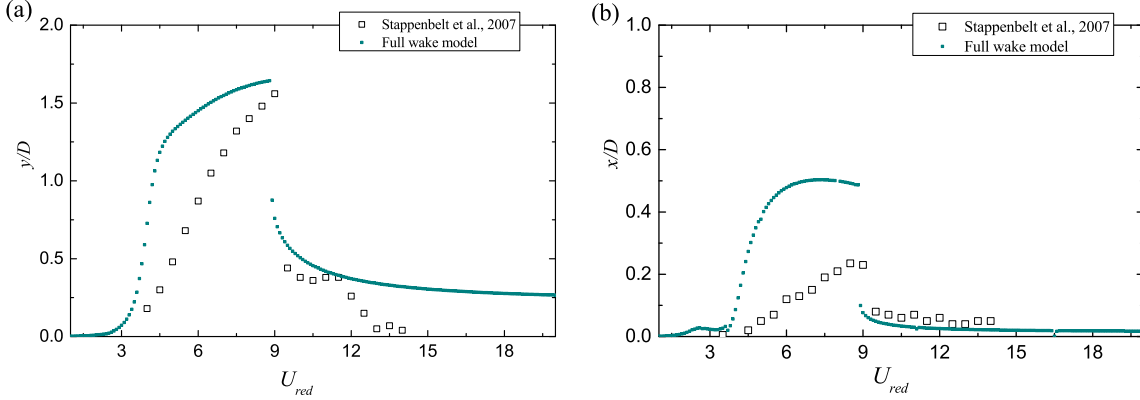 (a)
2.0
1.5
1.0
0.5
0.0
y/D
3 6 9 12 15 18
U_red
Stappenbelt et al., 2007
Full wake model
(b)
1.0
0.8
0.6
0.4
0.2
0.0
x/D
3 6 9 12 15 18
U_red
Stappenbelt et al., 2007
Full wake model